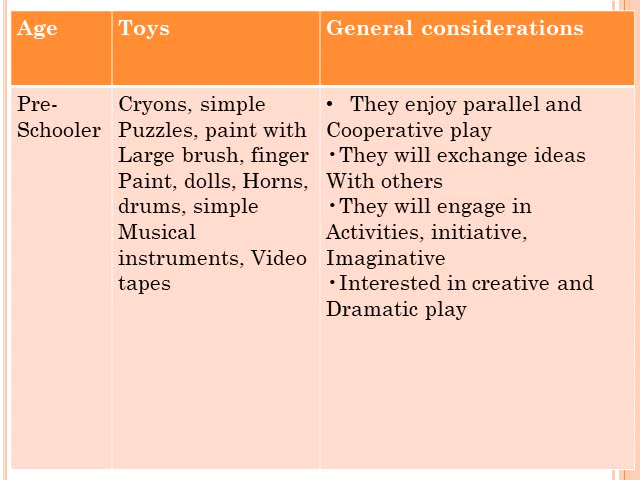 Age
Toys
General considerations
Pre-
Schooler
Cryons, simple
Puzzles, paint with
Large brush, finger
Paint, dolls, Horns,
drums, simple
Musical
instruments, Video
tapes
• They enjoy parallel and
Cooperative play
•They will exchange ideas
With others
•They will engage in
Activities, initiative,
Imaginative
•Interested in creative and
Dramatic play